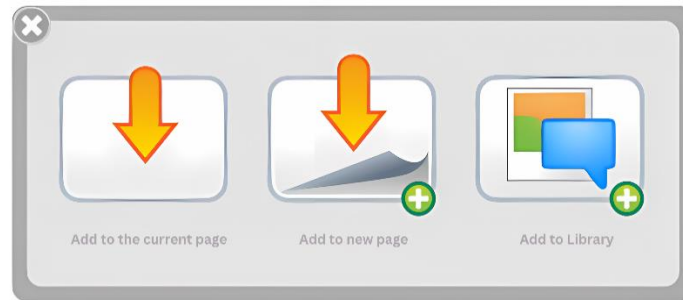 Add to the current page
Add to new page
Add to Library